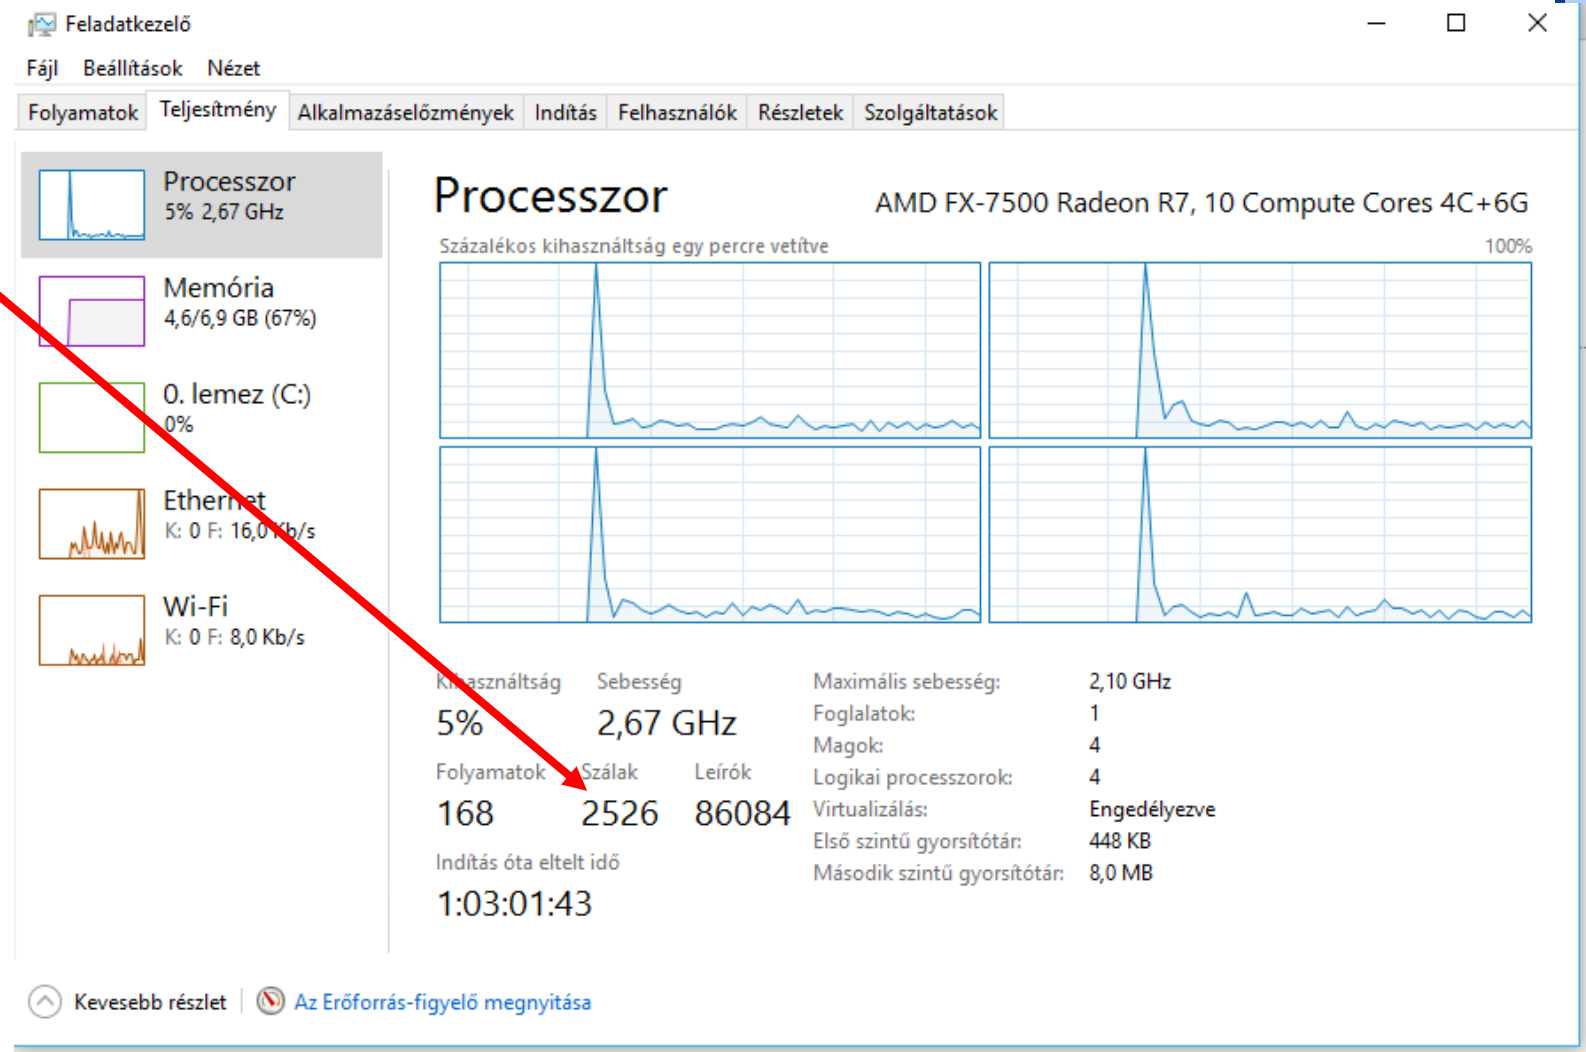 Feladatkezelő
Fájl Beállítások Nézet
Folyamatok Teljesítmény Alkalmazáselőzmények Indítás Felhasználók Részletek Szolgáltatások
Processzor
5% 2,67 GHz
Memória
4,6/6,9 GB (67%)
0. lemez (C:)
0%
Ethernet
K: 0 F: 16,0 Kb/s
Wi-Fi
K: 0 F: 8,0 Kb/s
Processzor
AMD FX-7500 Radeon R7, 10 Compute Cores 4C+6G
Százalékos kihasználtság egy percre vetítve 100%
Kihasználtság Sebesség
5% 2,67 GHz
Folyamatok Szálak Leírók
168 2526 86084
Indítás óta eltelt idő
1:03:01:43
Maximális sebesség: 2,10 GHz
Foglalatok: 1
Magok: 4
Logikai processzorok: 4
Virtualizálás: Engedélyezve
Első szintű gyorsítótár: 448 KB
Második szintű gyorsítótár: 8,0 MB
Kevesebb részlet
Az Erőforrás-figyelő megnyitása